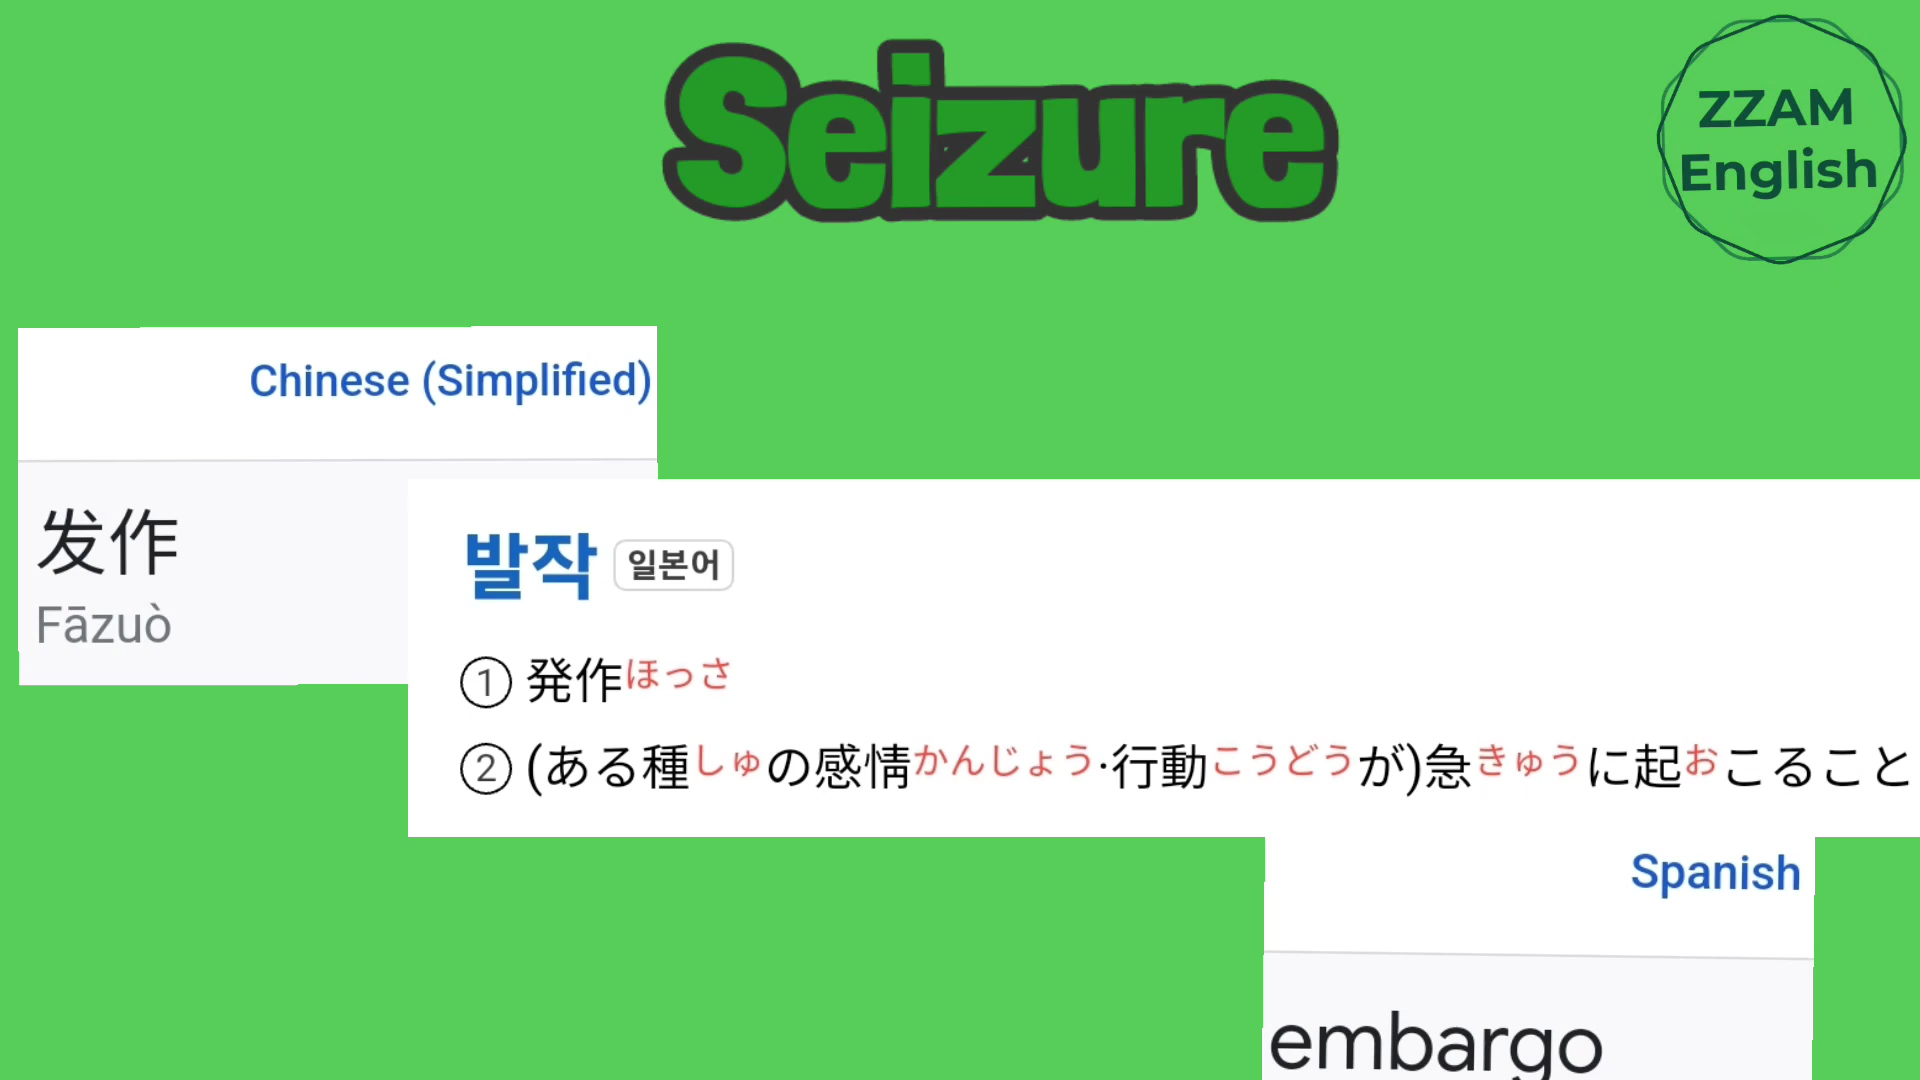 Seizure
ZZAM
English
Chinese (Simplified)
发作
Fāzuò
발작 일본어
① 発作ほっさ
② (ある種しゅの感情かんじょう·行動こうどうが)急きゅうに起おこること
Spanish
embargo